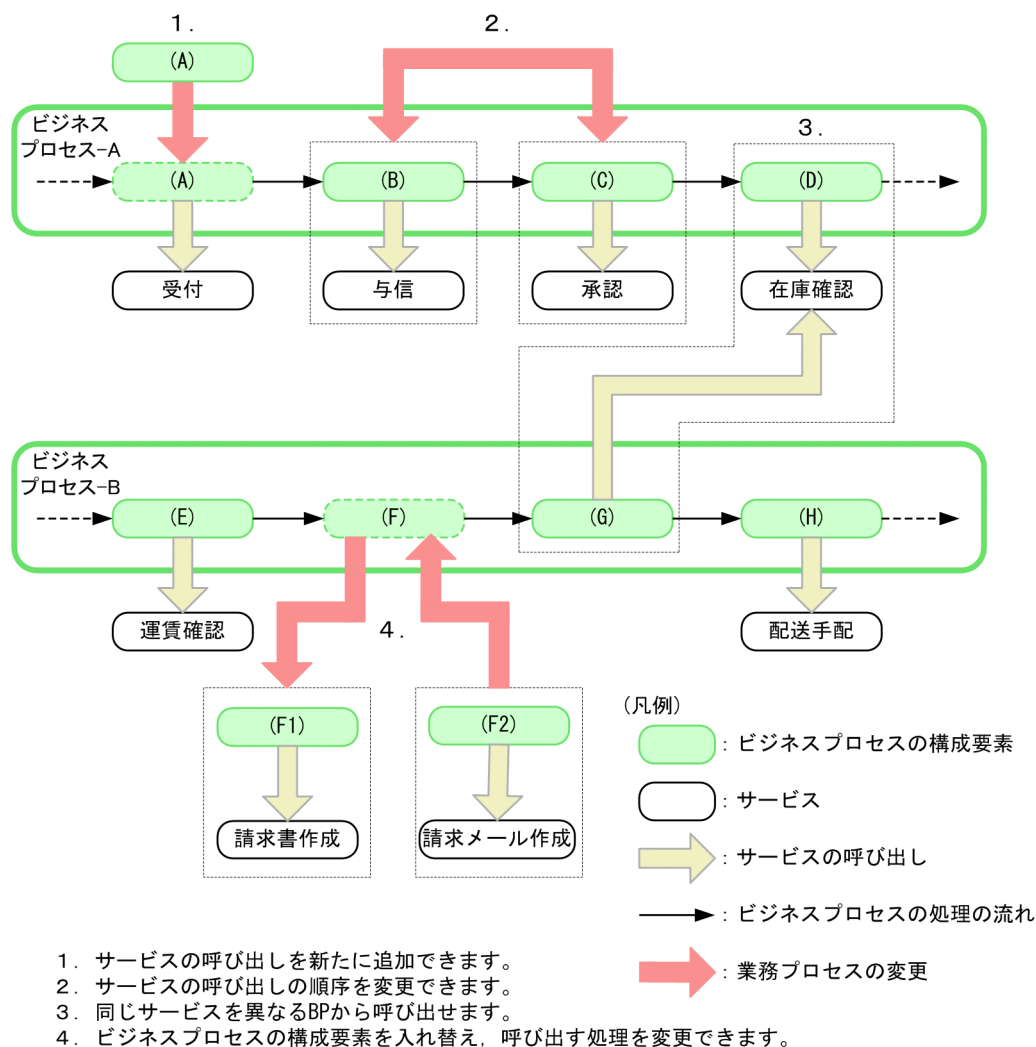 1.
2.
(A)
ビジネス
プロセス-A
3.
(A)
(B)
(C)
(D)
受付
与信
承認
在庫確認
ビジネス
プロセス-B
(E)
(F)
(G)
(H)
運賃確認
4.
配送手配
(F1)
(F2)
請求書作成
請求メール作成
(凡例)
：ビジネスプロセスの構成要素
：サービス
：サービスの呼び出し
：ビジネスプロセスの処理の流れ
：業務プロセスの変更
1. サービスの呼び出しを新たに追加できます。
2. サービスの呼び出しの順序を変更できます。
3. 同じサービスを異なるBPから呼び出せます。
4. ビジネスプロセスの構成要素を入れ替え，呼び出す処理を変更できます。